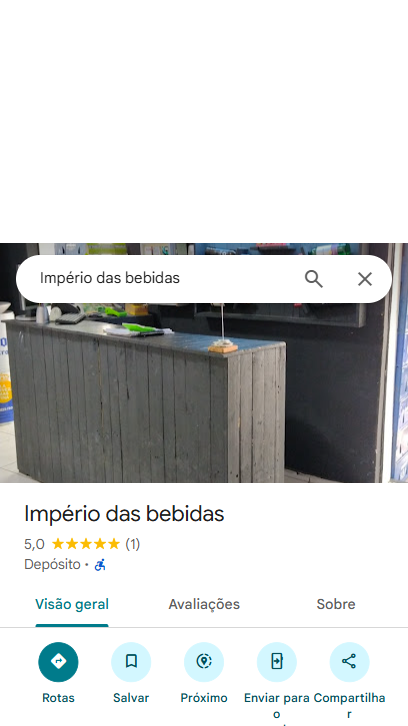 Império das bebidas
Império das bebidas
5,0 (1)
Depósito ·
Visão geral Avaliações Sobre
Rotas Salvar Próximo Enviar para o Compartilhar